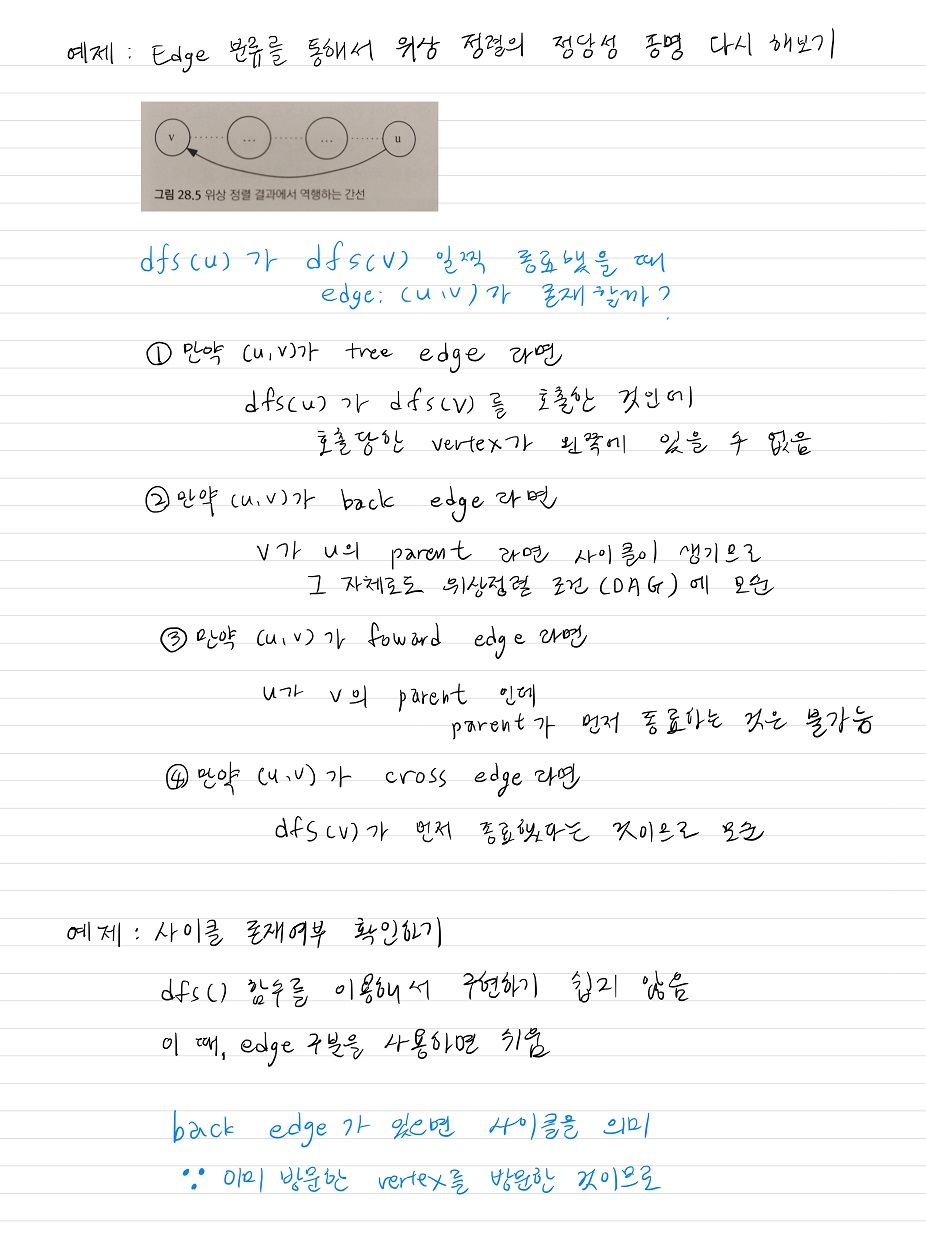 예제 : Edge 분류를 통해서 위상 정렬의 정당성 증명 다시 해보기
v ... ... u
그림 28.5 위상 정렬 결과에서 역행하는 간선
dfs(u) 가 dfs(v) 일찍 종료했을 때
edge: (u,v)가 존재할까?
① 만약 (u,v)가 tree edge 라면
dfs(u) 가 dfs(v) 를 호출한 것인데
호출당한 vertex가 왼쪽에 있을 수 없음
② 만약 (u,v)가 back edge 라면
v가 u의 parent 라면 사이클이 생기므로
그 자체로도 위상정렬 조건(DAG)에 모순
③ 만약 (u,v)가 foward edge 라면
u가 v의 parent 인데
parent가 먼저 종료하는 것은 불가능
④ 만약 (u,v)가 cross edge 라면
dfs(v)가 먼저 종료했다는 것이므로 모순
예제 : 사이클 존재여부 확인하기
dfs() 함수를 이용해서 구현하기 쉽지 않음
이 때, edge 구분을 사용하면 쉬움
back edge가 있으면 사이클을 의미
∵ 이미 방문한 vertex를 방문한 것이므로